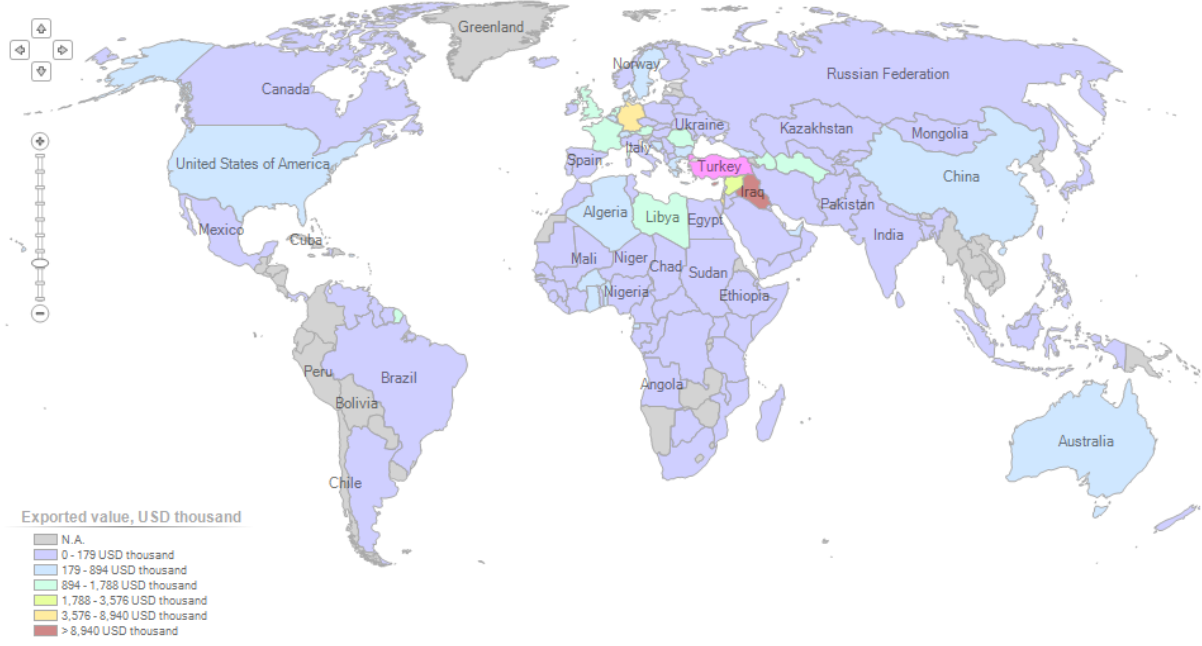 Greenland
Norway
Russian Federation
Canada
Ukraine
Kazakhstan
Mongolia
Italy
Spain
United States of America
Turkey
China
Iraq
Pakistan
Algeria
Libya
Egypt
Mexico
India
Cuba
Mali
Niger
Chad
Sudan
Nigeria
Ethiopia
Peru
Brazil
Angola
Bolivia
Australia
Chile
Exported value, USD thousand
N.A.
0 - 179 USD thousand
179 - 894 USD thousand
894 - 1,788 USD thousand
1,788 - 3,576 USD thousand
3,576 - 8,940 USD thousand
> 8,940 USD thousand